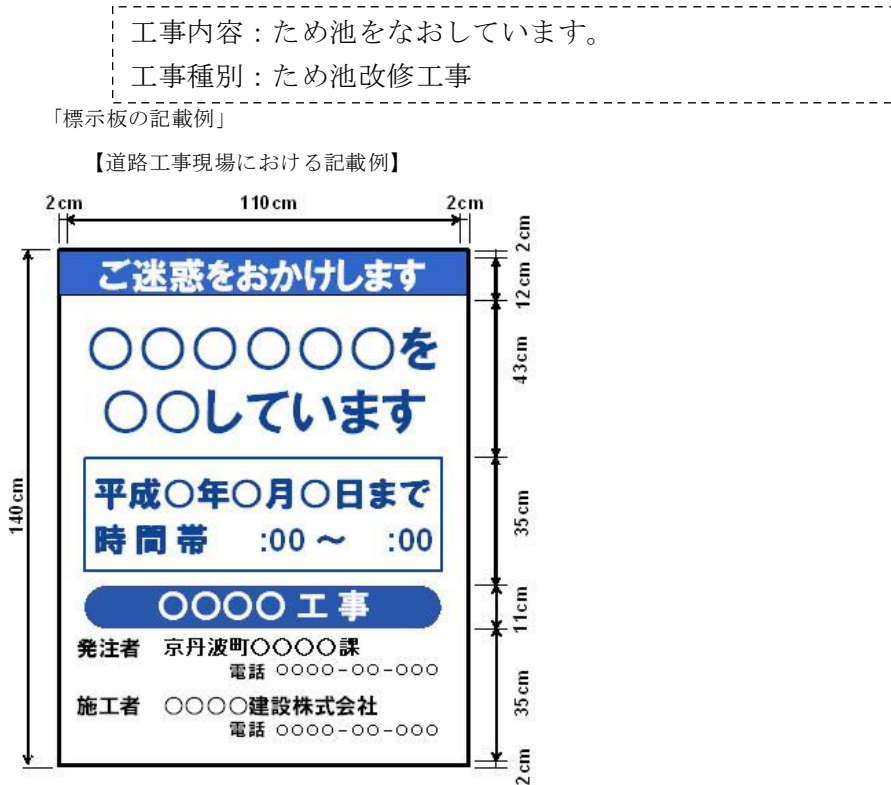 工事内容：ため池をなおしています。
工事種別：ため池改修工事
「標示板の記載例」
【道路工事現場における記載例】
2cm 110cm 2cm
2cm
ご迷惑をおかけします
12cm
○○○○○○を
43cm
○○しています
140cm
平成○年○月○日まで
35cm
時間帯 :00～ :00
○○○○工事
11cm
発注者 京丹波町○○○○課
電話 ○○○○-○○-○○○
35cm
施工者 ○○○○建設株式会社
電話 ○○○○-○○-○○○
2cm